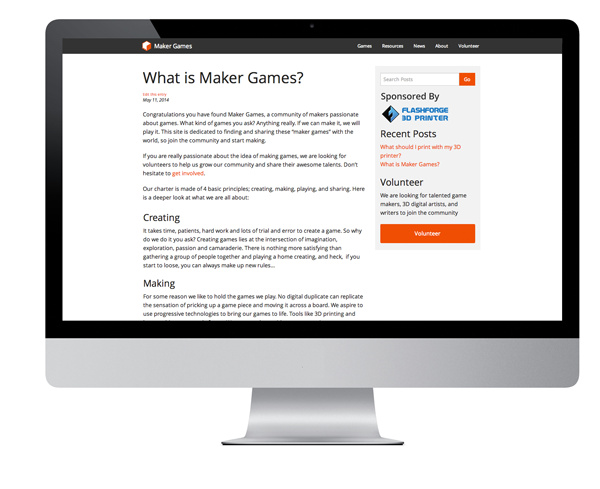 Maker Games
Games Resources News About Volunteer
What is Maker Games?
Edit this entry
May 11, 2014
Congratulations you have found Maker Games, a community of makers passionate
about games. What kind of games you ask? Anything really. If we can make it, we will
play it. This site is dedicated to finding and sharing these "maker games" with the
world, so join the community and start making.
If you are really passionate about the idea of making games, we are looking for
volunteers to help us grow our community and share their awesome talents. Don't
hesitate to get involved.
Our charter is made of 4 basic principles; creating, making, playing, and sharing. Here
is a deeper look at what we are all about:
Creating
It takes time, patients, hard work and lots of trial and error to create a game. So why
do we do it you ask? Creating games lies at the intersection of imagination,
exploration, passion and camaraderie. There is nothing more satisfying than
gathering a group of people together and playing a home creating, and heck, if you
start to loose, you can always make up new rules...
Making
For some reason we like to hold the games we play. No digital duplicate can replicate
the sensation of pricking up a game piece and moving it across a board. We aspire to
use progressive technologies to bring our games to life. Tools like 3D printing and
Search Posts
Go
Sponsored By
FLASHFORGE
3D PRINTER
Recent Posts
What should I print with my 3D
printer?
What is Maker Games?
Volunteer
We are looking for talented game
makers, 3D digital artists, and
writers to join the community
Volunteer